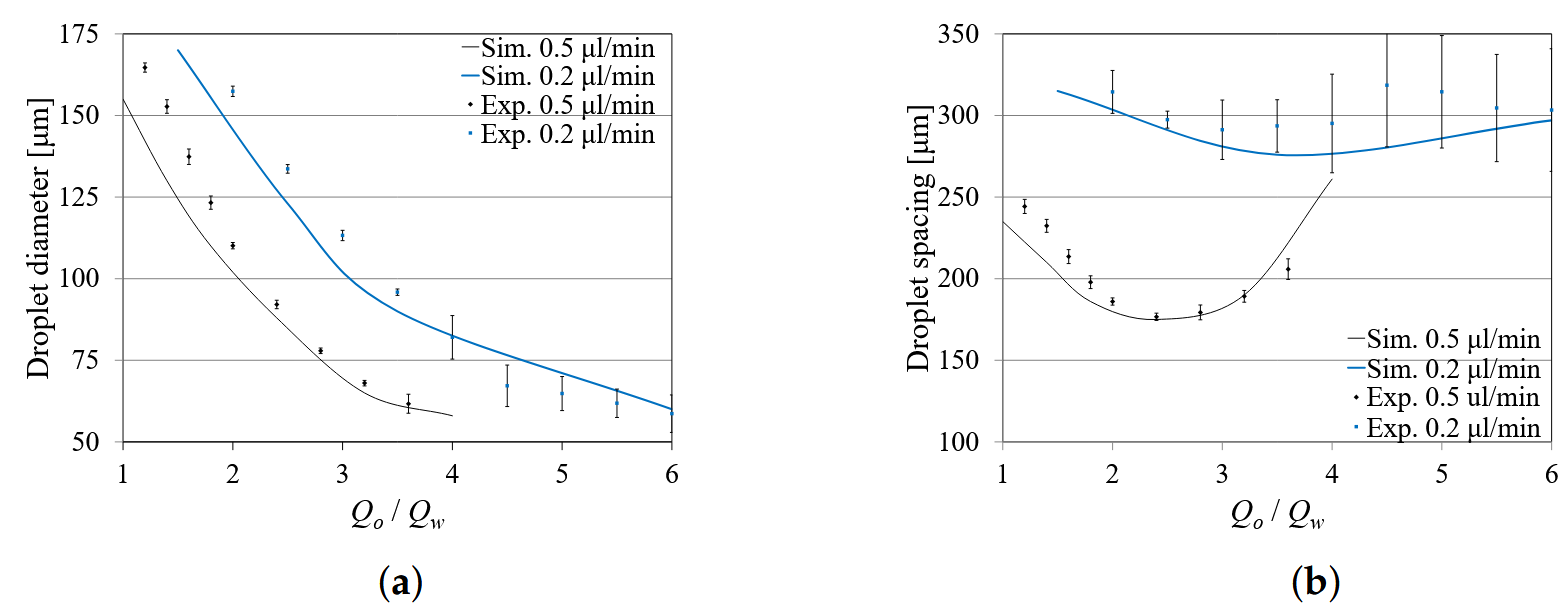 175
150
125
100
75
50
Droplet diameter [µm]
Sim. 0.5 µl/min
Sim. 0.2 µl/min
Exp. 0.5 µl/min
Exp. 0.2 µl/min
1 2 3 4 5 6
Qo / Qw
(a)
350
300
250
200
150
100
Droplet spacing [µm]
Sim. 0.5 µl/min
Sim. 0.2 µl/min
Exp. 0.5 ul/min
Exp. 0.2 µl/min
1 2 3 4 5 6
Qo / Qw
(b)